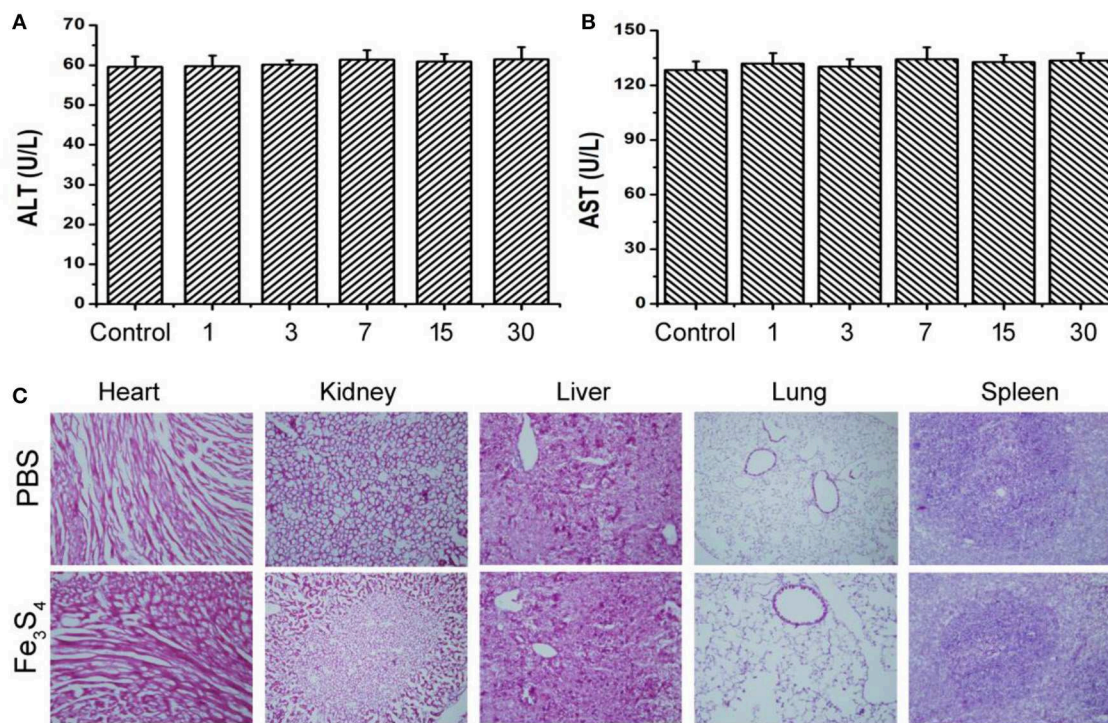 A
ALT (U/L)
70
60
50
40
30
20
10
0
Control 1 3 7 15 30
B
AST (U/L)
150
120
90
60
30
0
Control 1 3 7 15 30
C
Heart Kidney Liver Lung Spleen
PBS
Fe₃S₄